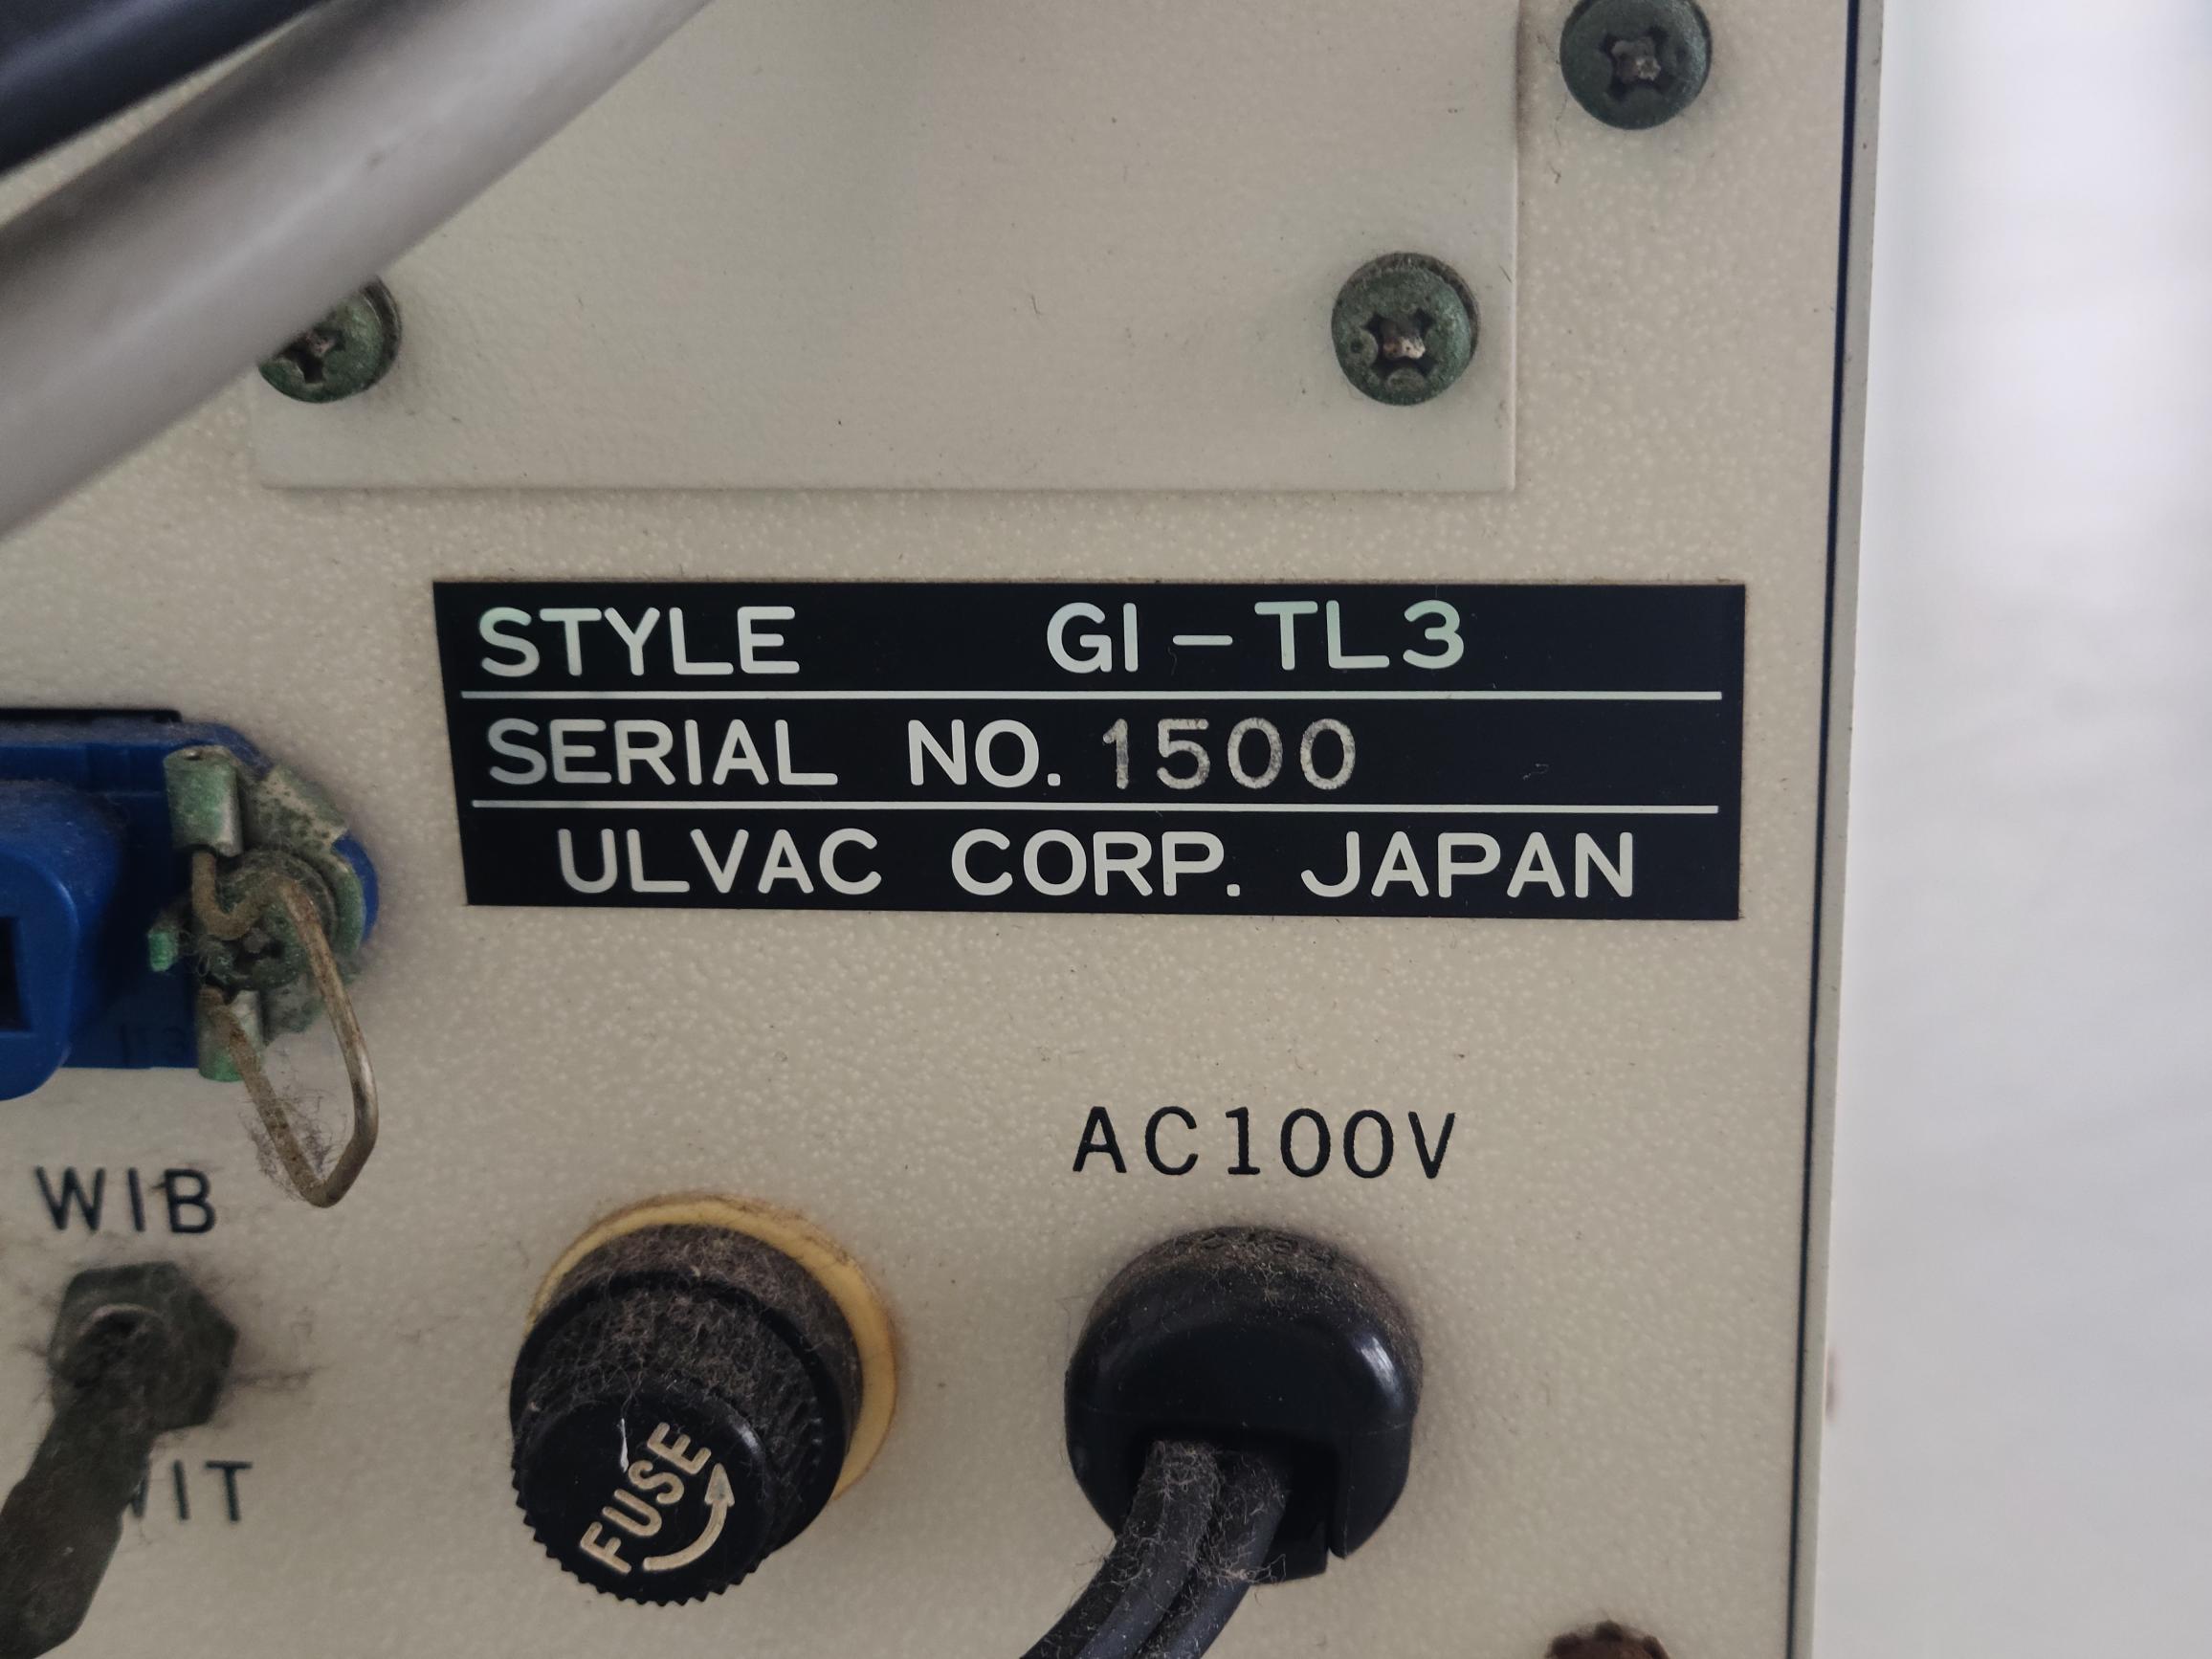 STYLE GI-TL3
SERIAL NO. 1500
ULVAC CORP. JAPAN
AC100V
WIB
FUSE